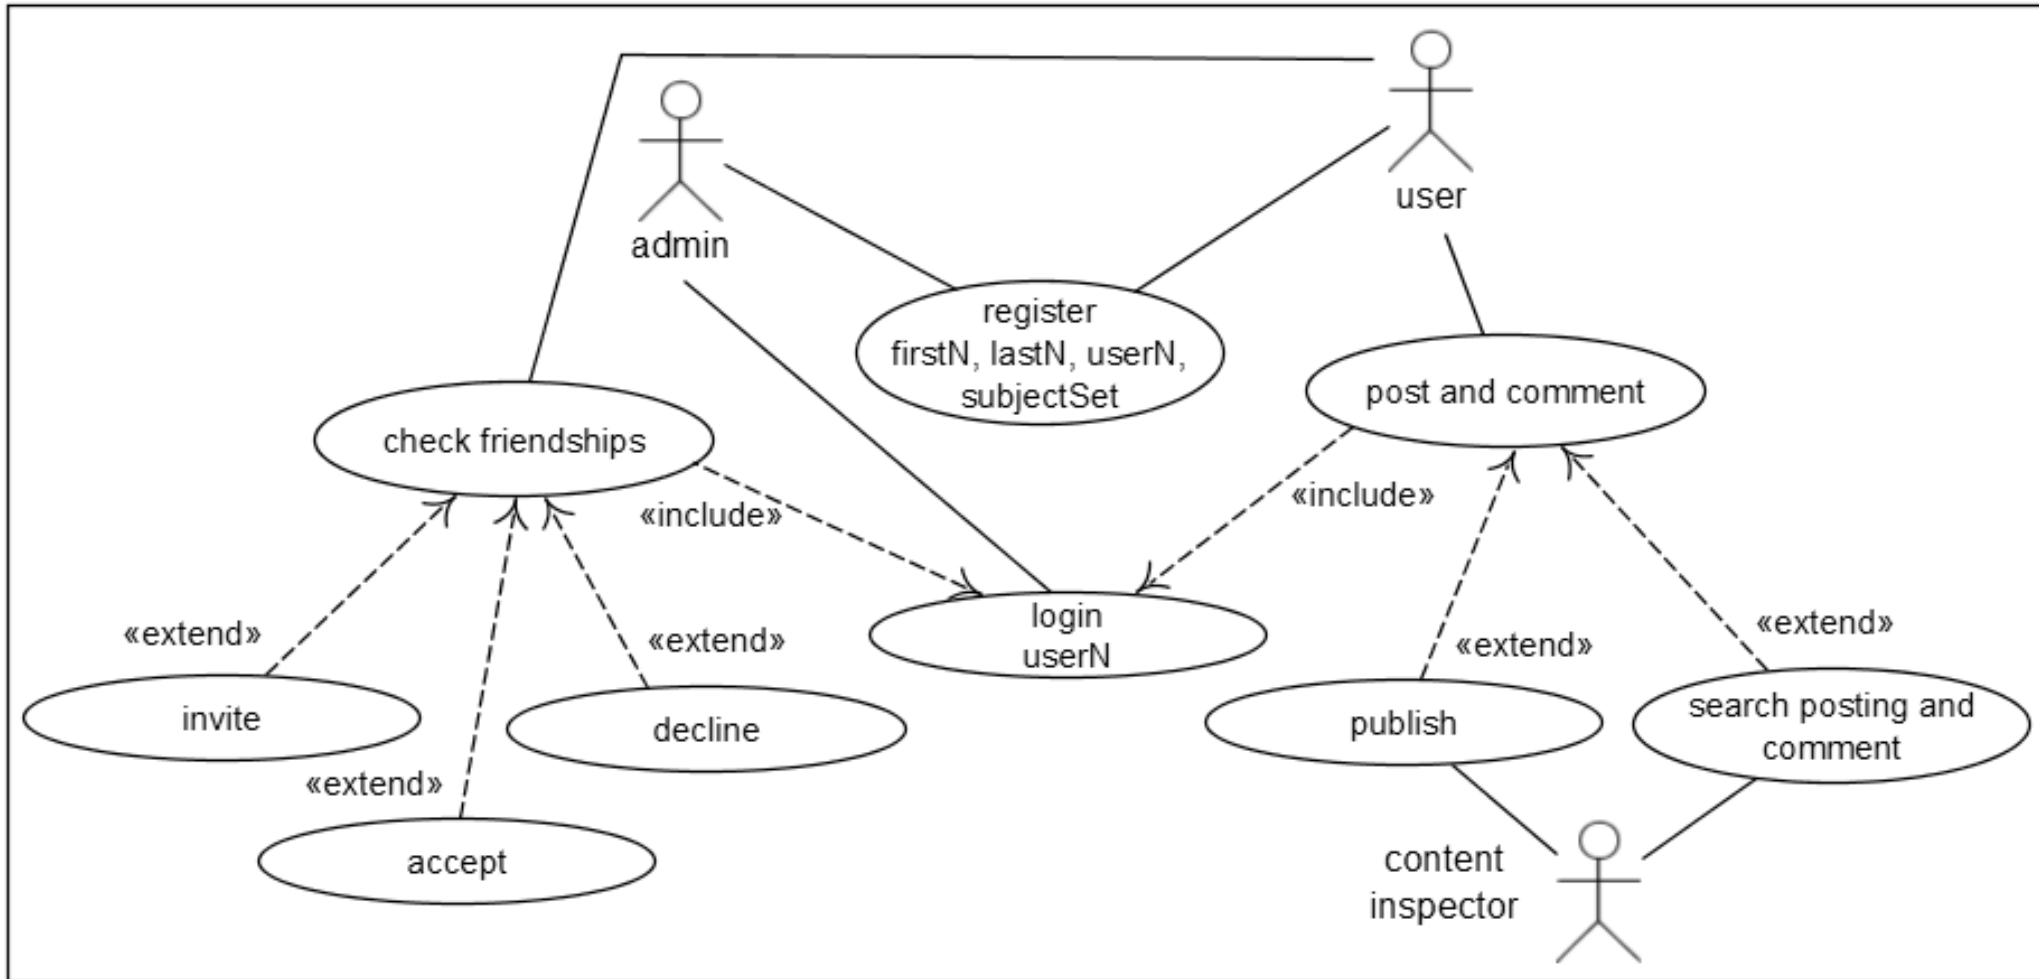 user
admin
register
firstN, lastN, userN,
subjectSet
post and comment
check friendships
«include»
«include»
login
userN
«extend»
«extend»
«extend»
«extend»
invite
decline
publish
search posting and
comment
«extend»
accept
content
inspector